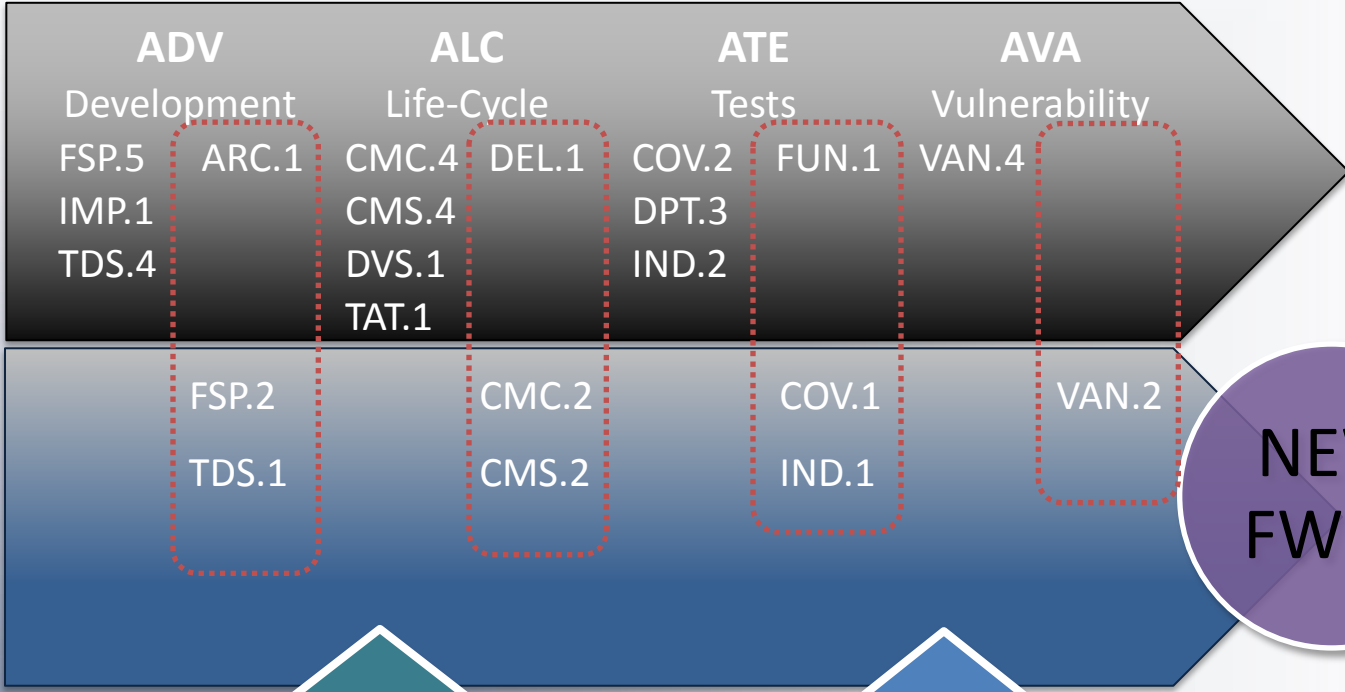 ADV ALC ATE AVA
Development Life-Cycle Tests Vulnerability
FSP.5 ARC.1 CMC.4 DEL.1 COV.2 FUN.1 VAN.4
IMP.1 CMS.4 DPT.3
TDS.4 DVS.1 IND.2
TAT.1
FSP.2 CMC.2 COV.1 VAN.2
TDS.1 CMS.2 IND.1
FW